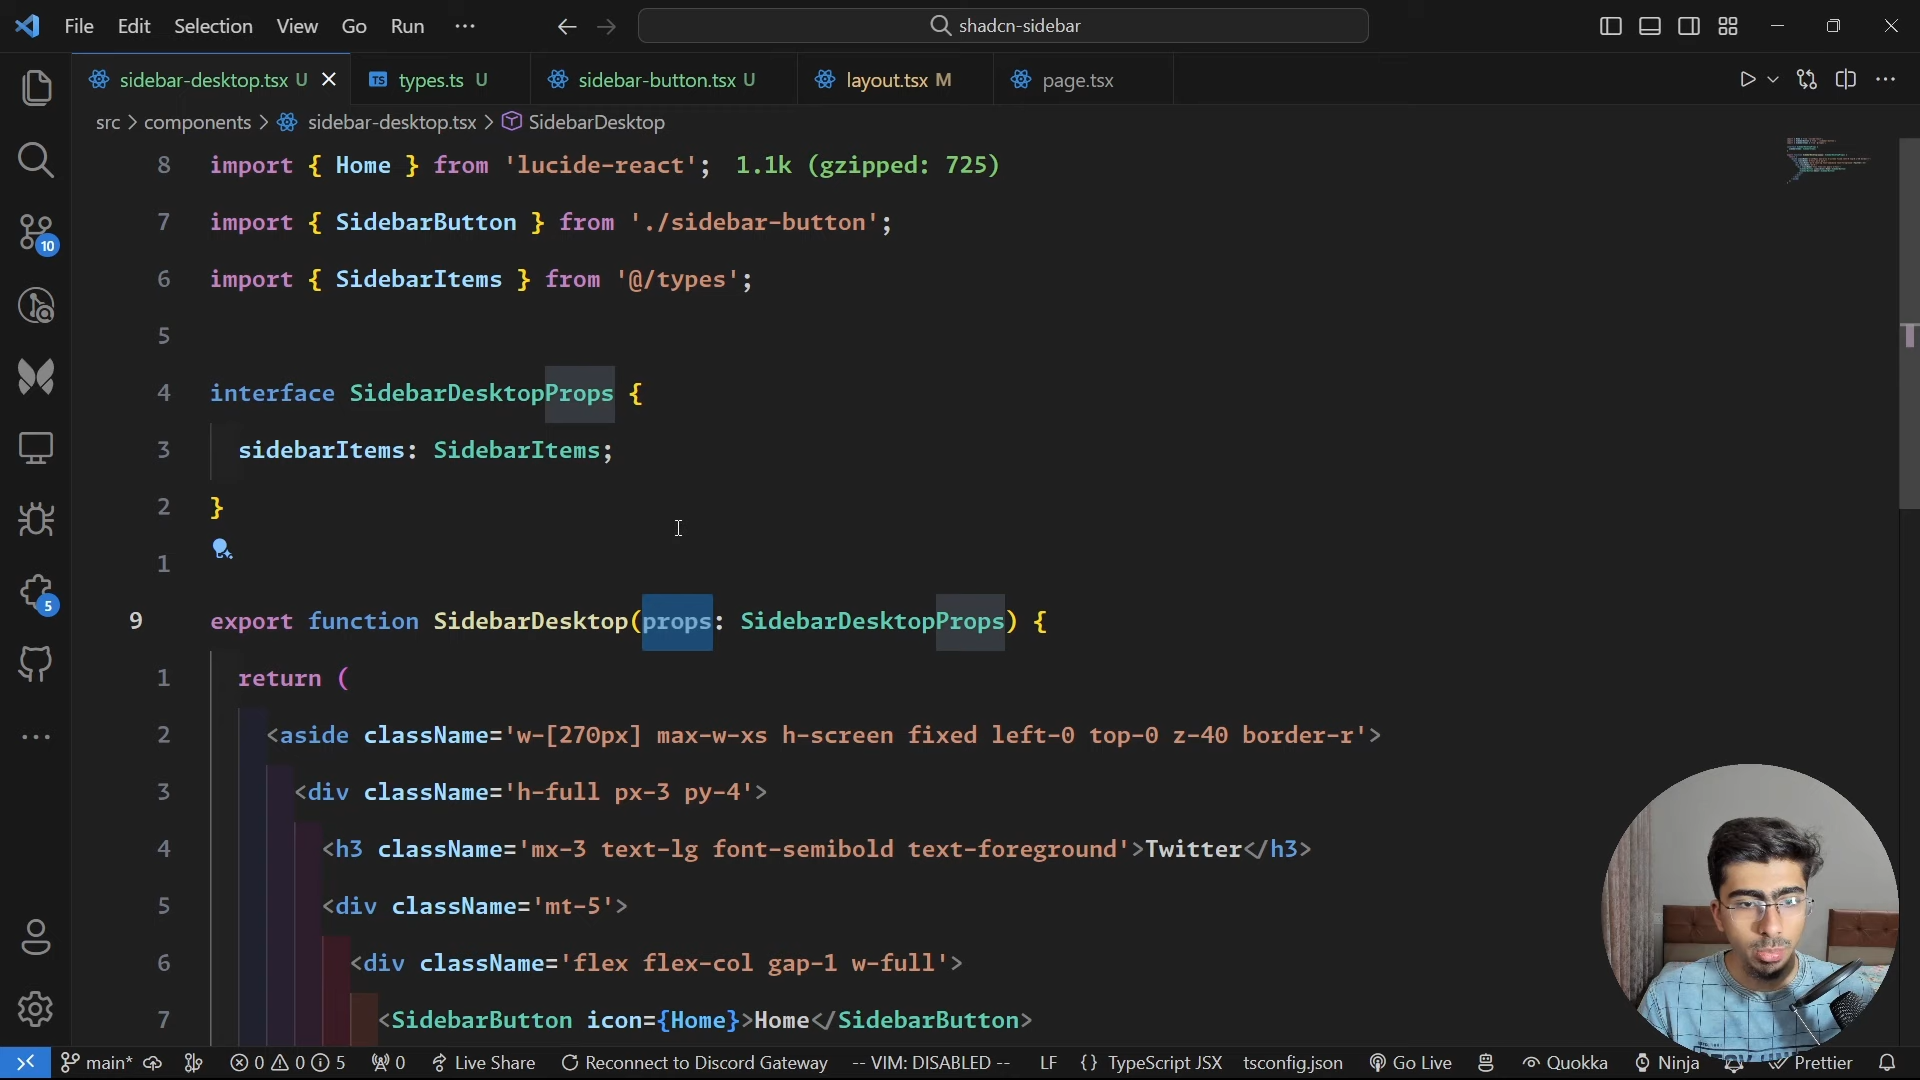 File Edit Selection View Go Run ··· shadcn-sidebar
sidebar-desktop.tsx U types.ts U sidebar-button.tsx U layout.tsx M page.tsx
src > components > sidebar-desktop.tsx > SidebarDesktop
8 import { Home } from 'lucide-react'; 1.1k (gzipped: 725)
7 import { SidebarButton } from './sidebar-button';
6 import { SidebarItems } from '@/types';
5
4 interface SidebarDesktopProps {
3 sidebarItems: SidebarItems;
2 }
1
9 export function SidebarDesktop(props: SidebarDesktopProps) {
1 return (
2 <aside className='w-[270px] max-w-xs h-screen fixed left-0 top-0 z-40 border-r'>
3 <div className='h-full px-3 py-4'>
4 <h3 className='mx-3 text-lg font-semibold text-foreground'>Twitter</h3>
5 <div className='mt-5'>
6 <div className='flex flex-col gap-1 w-full'>
7 <SidebarButton icon={Home}>Home</SidebarButton>
10
5
main* 0 0 5 0 Live Share Reconnect to Discord Gateway -- VIM: DISABLED -- LF {} TypeScript JSX tsconfig.json Go Live Quokka Ninja Prettier